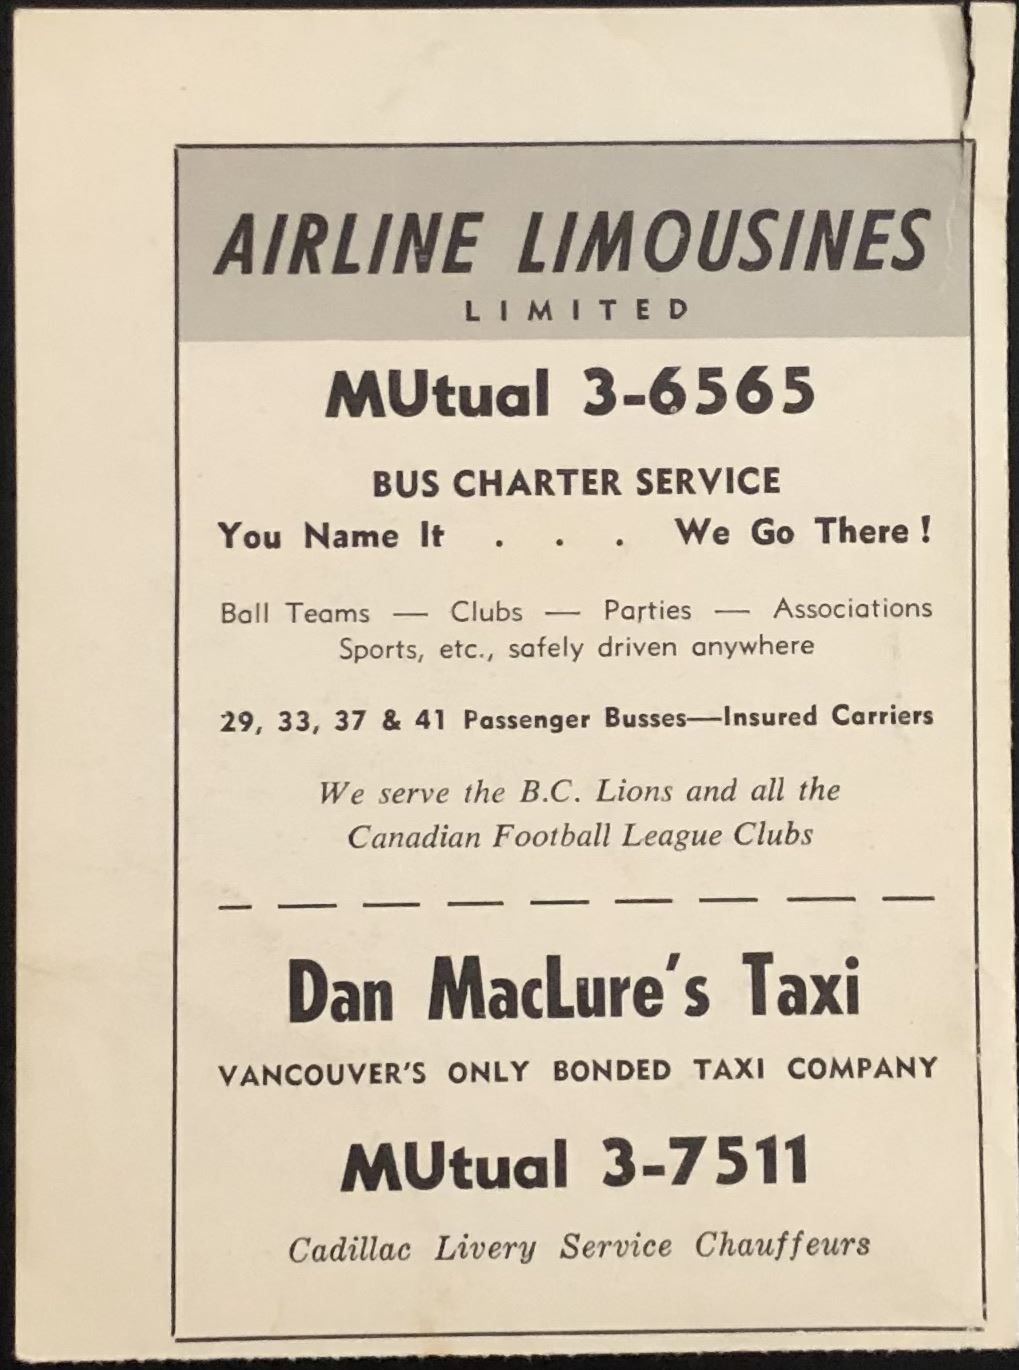 AIRLINE LIMOUSINES
LIMITED
MUtual 3-6565
BUS CHARTER SERVICE
You Name It . . . We Go There !
Ball Teams — Clubs — Parties — Associations
Sports, etc., safely driven anywhere
29, 33, 37 & 41 Passenger Busses—Insured Carriers
We serve the B.C. Lions and all the
Canadian Football League Clubs
Dan MacLure's Taxi
VANCOUVER'S ONLY BONDED TAXI COMPANY
MUtual 3-7511
Cadillac Livery Service Chauffeurs